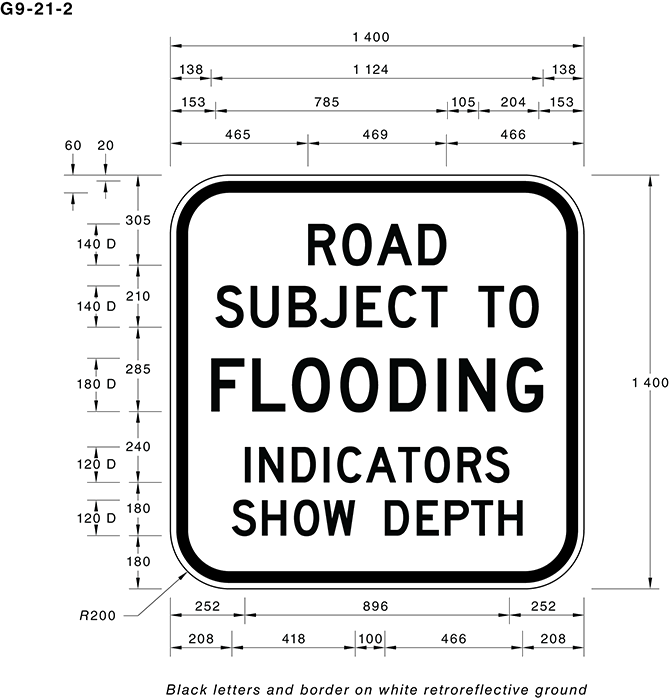 G9-21-2
1 400
138 1 124 138
153 785 105 204 153
465 469 466
60 20
305
140 D
210
140 D
285
180 D
240
120 D
180
120 D
180
1 400
ROAD
SUBJECT TO
FLOODING
INDICATORS
SHOW DEPTH
R200
252 896 252
208 418 100 466 208
Black letters and border on white retroreflective ground